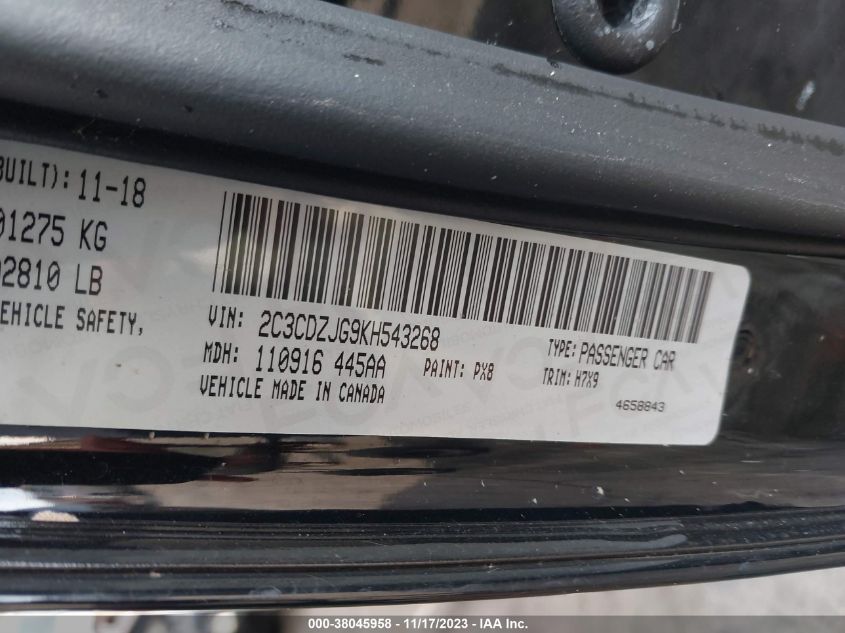 BUILT): 11-18
01275 KG
02810 LB
VEHICLE SAFETY,
VIN: 2C3CDZJG9KH543268
TYPE: PASSENGER CAR
MDH: 110916 445AA
PAINT: PX8
TRIM: H7X9
VEHICLE MADE IN CANADA
4658843
000-38045958 - 11/17/2023 - IAA Inc.